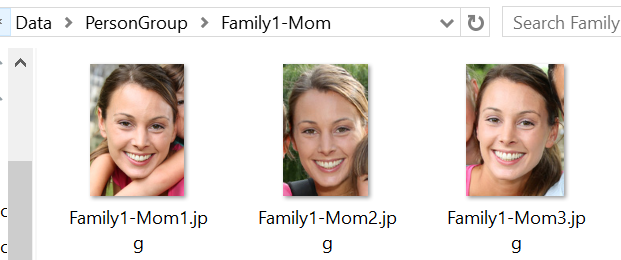 Data > PersonGroup > Family1-Mom
Search Family
Family1-Mom1.jp
g
Family1-Mom2.jp
g
Family1-Mom3.jp
g
c
c